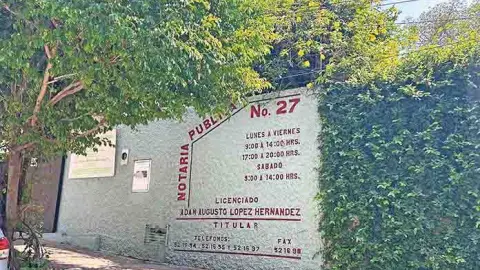 NOTARIA PUBLICA No. 27
LUNES A VIERNES
9:00 A 14:00 HRS.
17:00 A 20:00 HRS.
SABADO
9:00 A 14:00 HRS.
LICENCIADO
ADAN AUGUSTO LOPEZ HERNANDEZ
TITULAR
TELEFONOS FAX